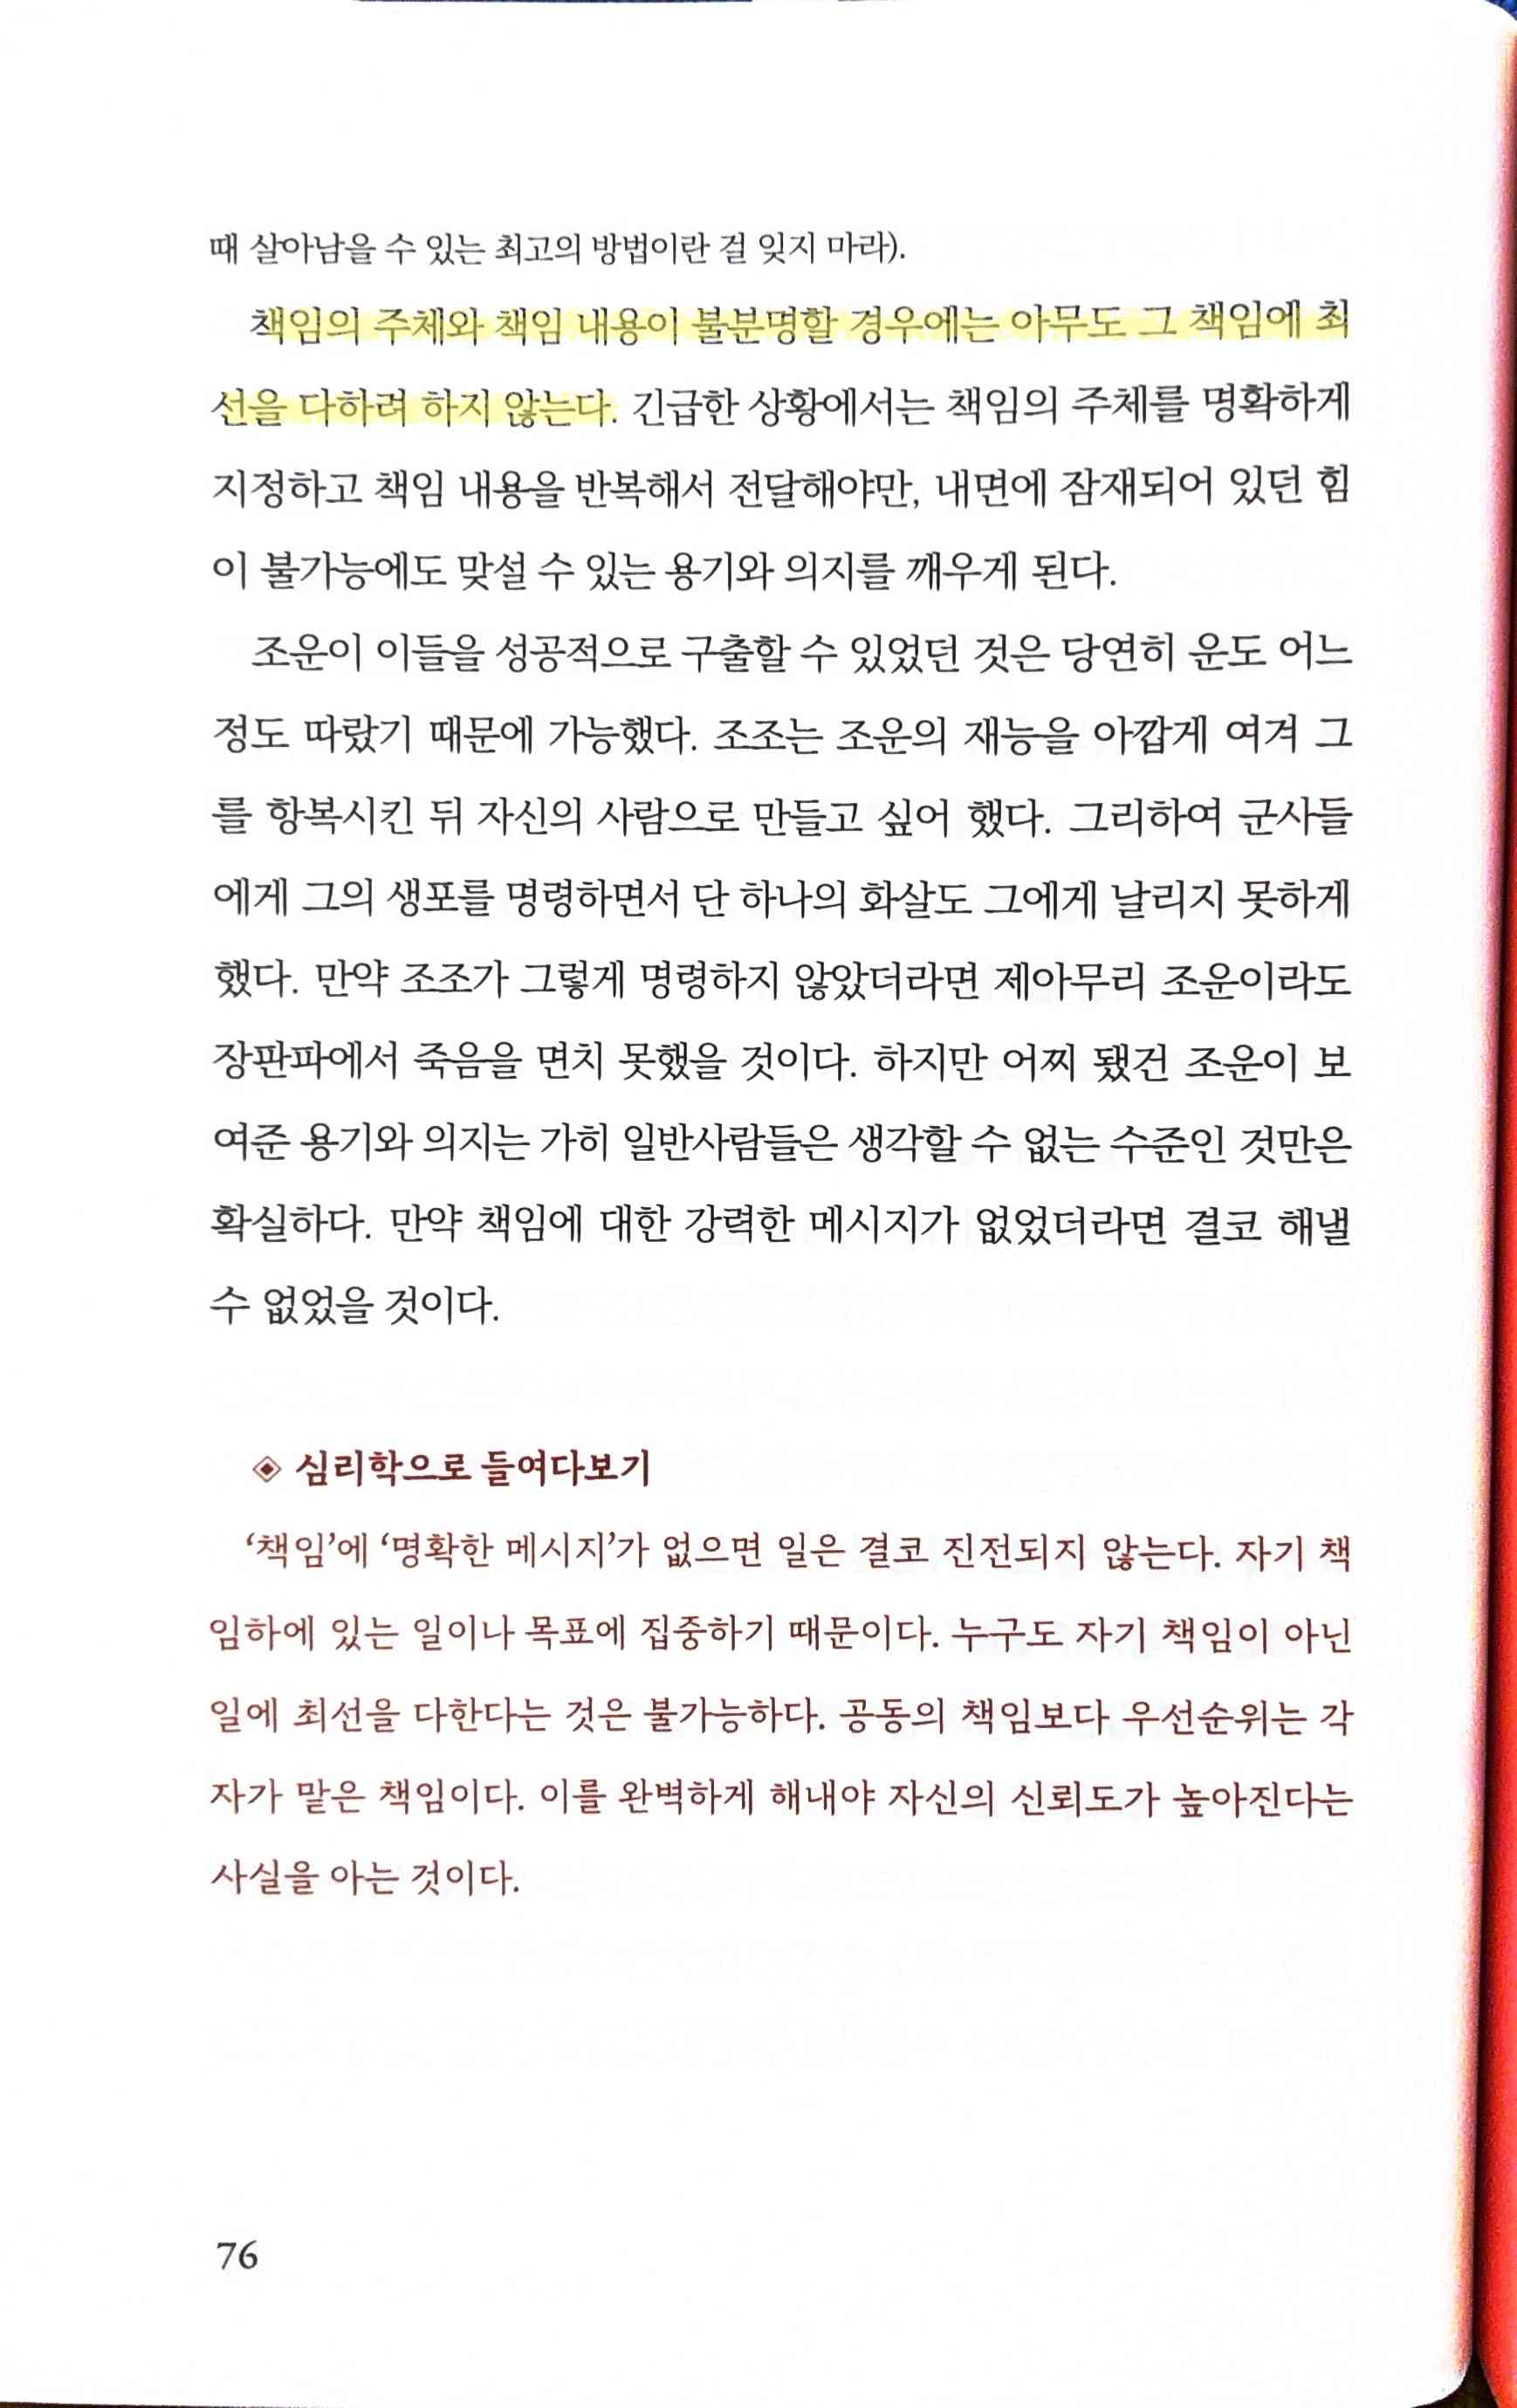 때 살아남을 수 있는 최고의 방법이란 걸 잊지 마라).
책임의 주체와 책임 내용이 불분명할 경우에는 아무도 그 책임에 최
선을 다하려 하지 않는다. 긴급한 상황에서는 책임의 주체를 명확하게
지정하고 책임 내용을 반복해서 전달해야만, 내면에 잠재되어 있던 힘
이 불가능에도 맞설 수 있는 용기와 의지를 깨우게 된다.
조운이 이들을 성공적으로 구출할 수 있었던 것은 당연히 운도 어느
정도 따랐기 때문에 가능했다. 조조는 조운의 재능을 아깝게 여겨 그
를 항복시킨 뒤 자신의 사람으로 만들고 싶어 했다. 그리하여 군사들
에게 그의 생포를 명령하면서 단 하나의 화살도 그에게 날리지 못하게
했다. 만약 조조가 그렇게 명령하지 않았더라면 제아무리 조운이라도
장판파에서 죽음을 면치 못했을 것이다. 하지만 어찌 됐건 조운이 보
여준 용기와 의지는 가히 일반사람들은 생각할 수 없는 수준인 것만은
확실하다. 만약 책임에 대한 강력한 메시지가 없었더라면 결코 해낼
수 없었을 것이다.
◈ 심리학으로 들여다보기
‘책임’에 ‘명확한 메시지’가 없으면 일은 결코 진전되지 않는다. 자기 책
임하에 있는 일이나 목표에 집중하기 때문이다. 누구도 자기 책임이 아닌
일에 최선을 다한다는 것은 불가능하다. 공동의 책임보다 우선순위는 각
자가 맡은 책임이다. 이를 완벽하게 해내야 자신의 신뢰도가 높아진다는
사실을 아는 것이다.
76